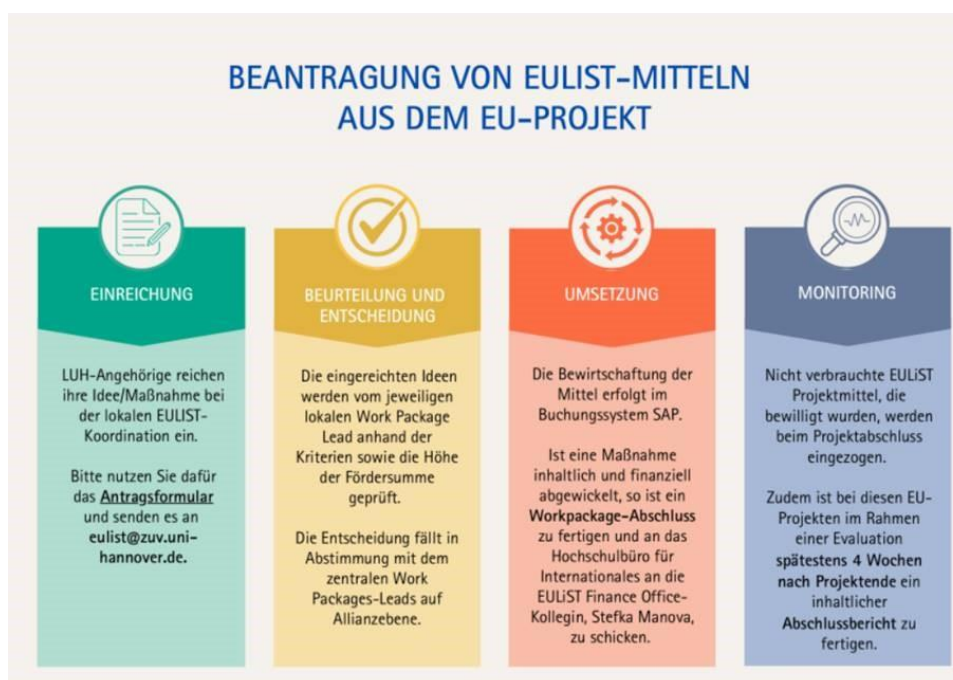 BEANTRAGUNG VON EULIST-MITTELN
AUS DEM EU-PROJEKT
EINREICHUNG
LUH-Angehörige reichen
ihre Idee/Maßnahme bei
der lokalen EULIST-
Koordination ein.
Bitte nutzen Sie dafür
das Antragsformular
und senden es an
eulist@zuv.uni-
hannover.de.
BEURTEILUNG UND
ENTSCHEIDUNG
Die eingereichten Ideen
werden vom jeweiligen
lokalen Work Package
Lead anhand der
Kriterien sowie die Höhe
der Fördersumme
geprüft.
Die Entscheidung fällt in
Abstimmung mit dem
zentralen Work
Packages-Leads auf
Allianzebene.
UMSETZUNG
Die Bewirtschaftung der
Mittel erfolgt im
Buchungssystem SAP.
Ist eine Maßnahme
inhaltlich und finanziell
abgewickelt, so ist ein
Workpackage-Abschluss
zu fertigen und an das
Hochschulbüro für
Internationales an die
EULiST Finance Office-
Kollegin, Stefka Manova,
zu schicken.
MONITORING
Nicht verbrauchte EULiST
Projektmittel, die
bewilligt wurden, werden
beim Projektabschluss
eingezogen.
Zudem ist bei diesen EU-
Projekten im Rahmen
einer Evaluation
spätestens 4 Wochen
nach Projektende ein
inhaltlicher
Abschlussbericht zu
fertigen.